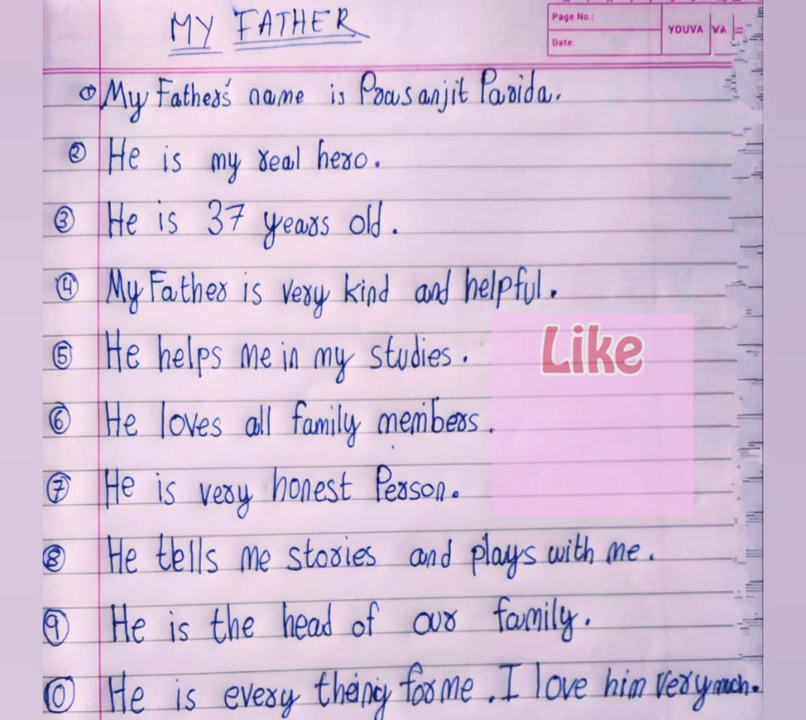 MY FATHER
Page No.:
Date:
YOUVA
VA
① My Father's name is Prasanjit Parida.
② He is my real hero.
③ He is 37 years old.
④ My Father is very kind and helpful.
⑤ He helps me in my studies.
Like
⑥ He loves all family members.
⑦ He is very honest Person.
⑧ He tells me stories and plays with me.
⑨ He is the head of our family.
⑩ He is every theing for me. I love him very much.